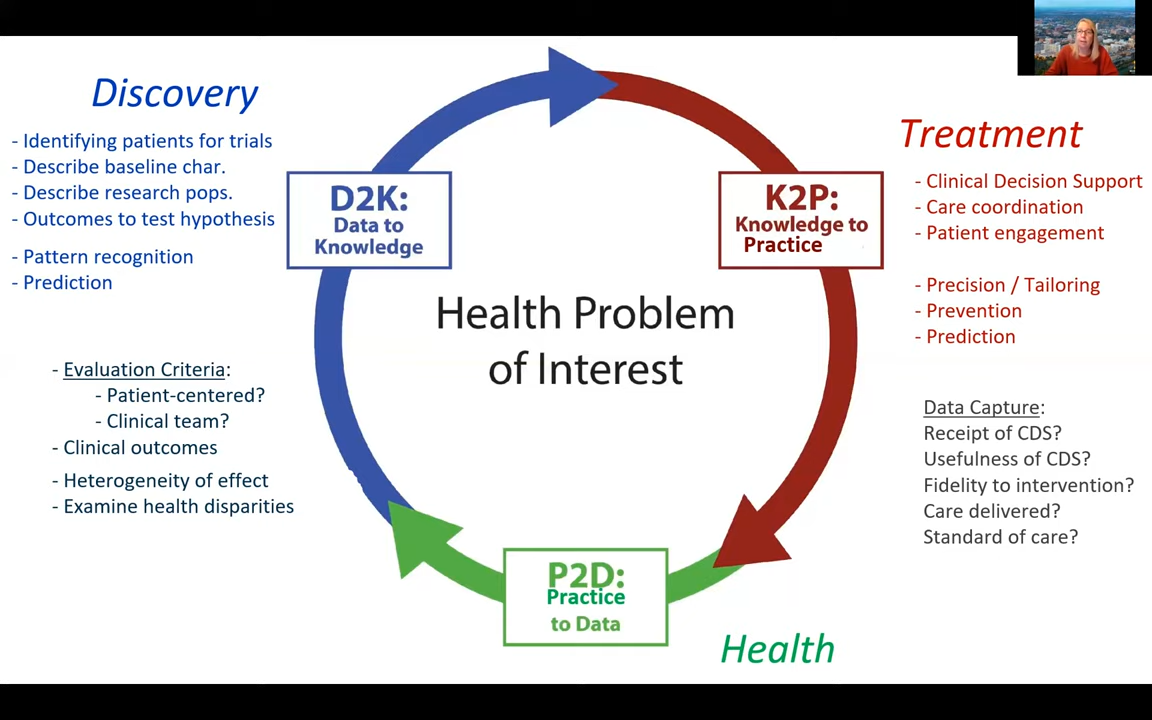 Discovery
- Identifying patients for trials
- Describe baseline char.
- Describe research pops.
- Outcomes to test hypothesis
- Pattern recognition
- Prediction
- Evaluation Criteria:
- Patient-centered?
- Clinical team?
- Clinical outcomes
- Heterogeneity of effect
- Examine health disparities
D2K:
Data to
Knowledge
Health Problem
of Interest
K2P:
Knowledge to
Practice
P2D:
Practice
to Data
Health
Treatment
- Clinical Decision Support
- Care coordination
- Patient engagement
- Precision / Tailoring
- Prevention
- Prediction
Data Capture:
Receipt of CDS?
Usefulness of CDS?
Fidelity to intervention?
Care delivered?
Standard of care?